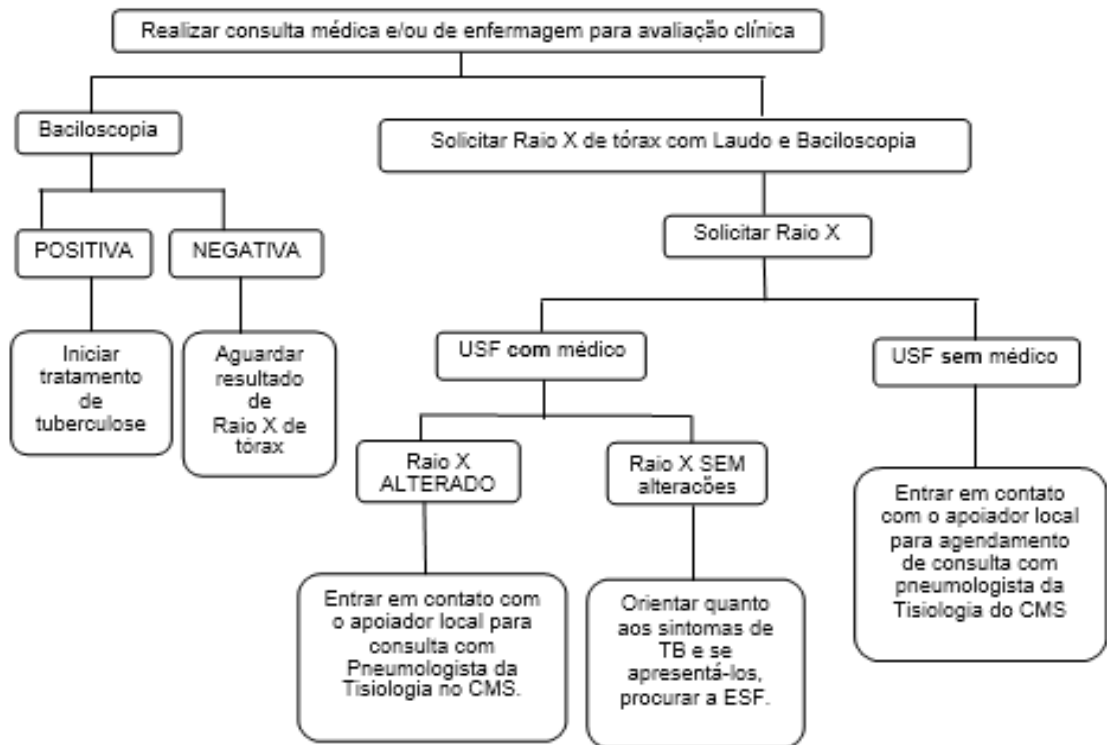 Realizar consulta médica e/ou de enfermagem para avaliação clínica
Baciloscopia
Solicitar Raio X de tórax com Laudo e Baciloscopia
POSITIVA
NEGATIVA
Solicitar Raio X
Iniciar
tratamento
de
tuberculose
Aguardar
resultado
de
Raio X de
tórax
USF com médico
USF sem médico
Raio X
ALTERADO
Raio X SEM
alterações
Entrar em contato com
o apoiador local para
consulta com
Pneumologista da
Tisiologia no CMS.
Orientar quanto
aos sintomas de
TB e se
apresentá-los,
procurar a ESF.
Entrar em contato
com o apoiador local
para agendamento
de consulta com
pneumologista da
Tisiologia do CMS